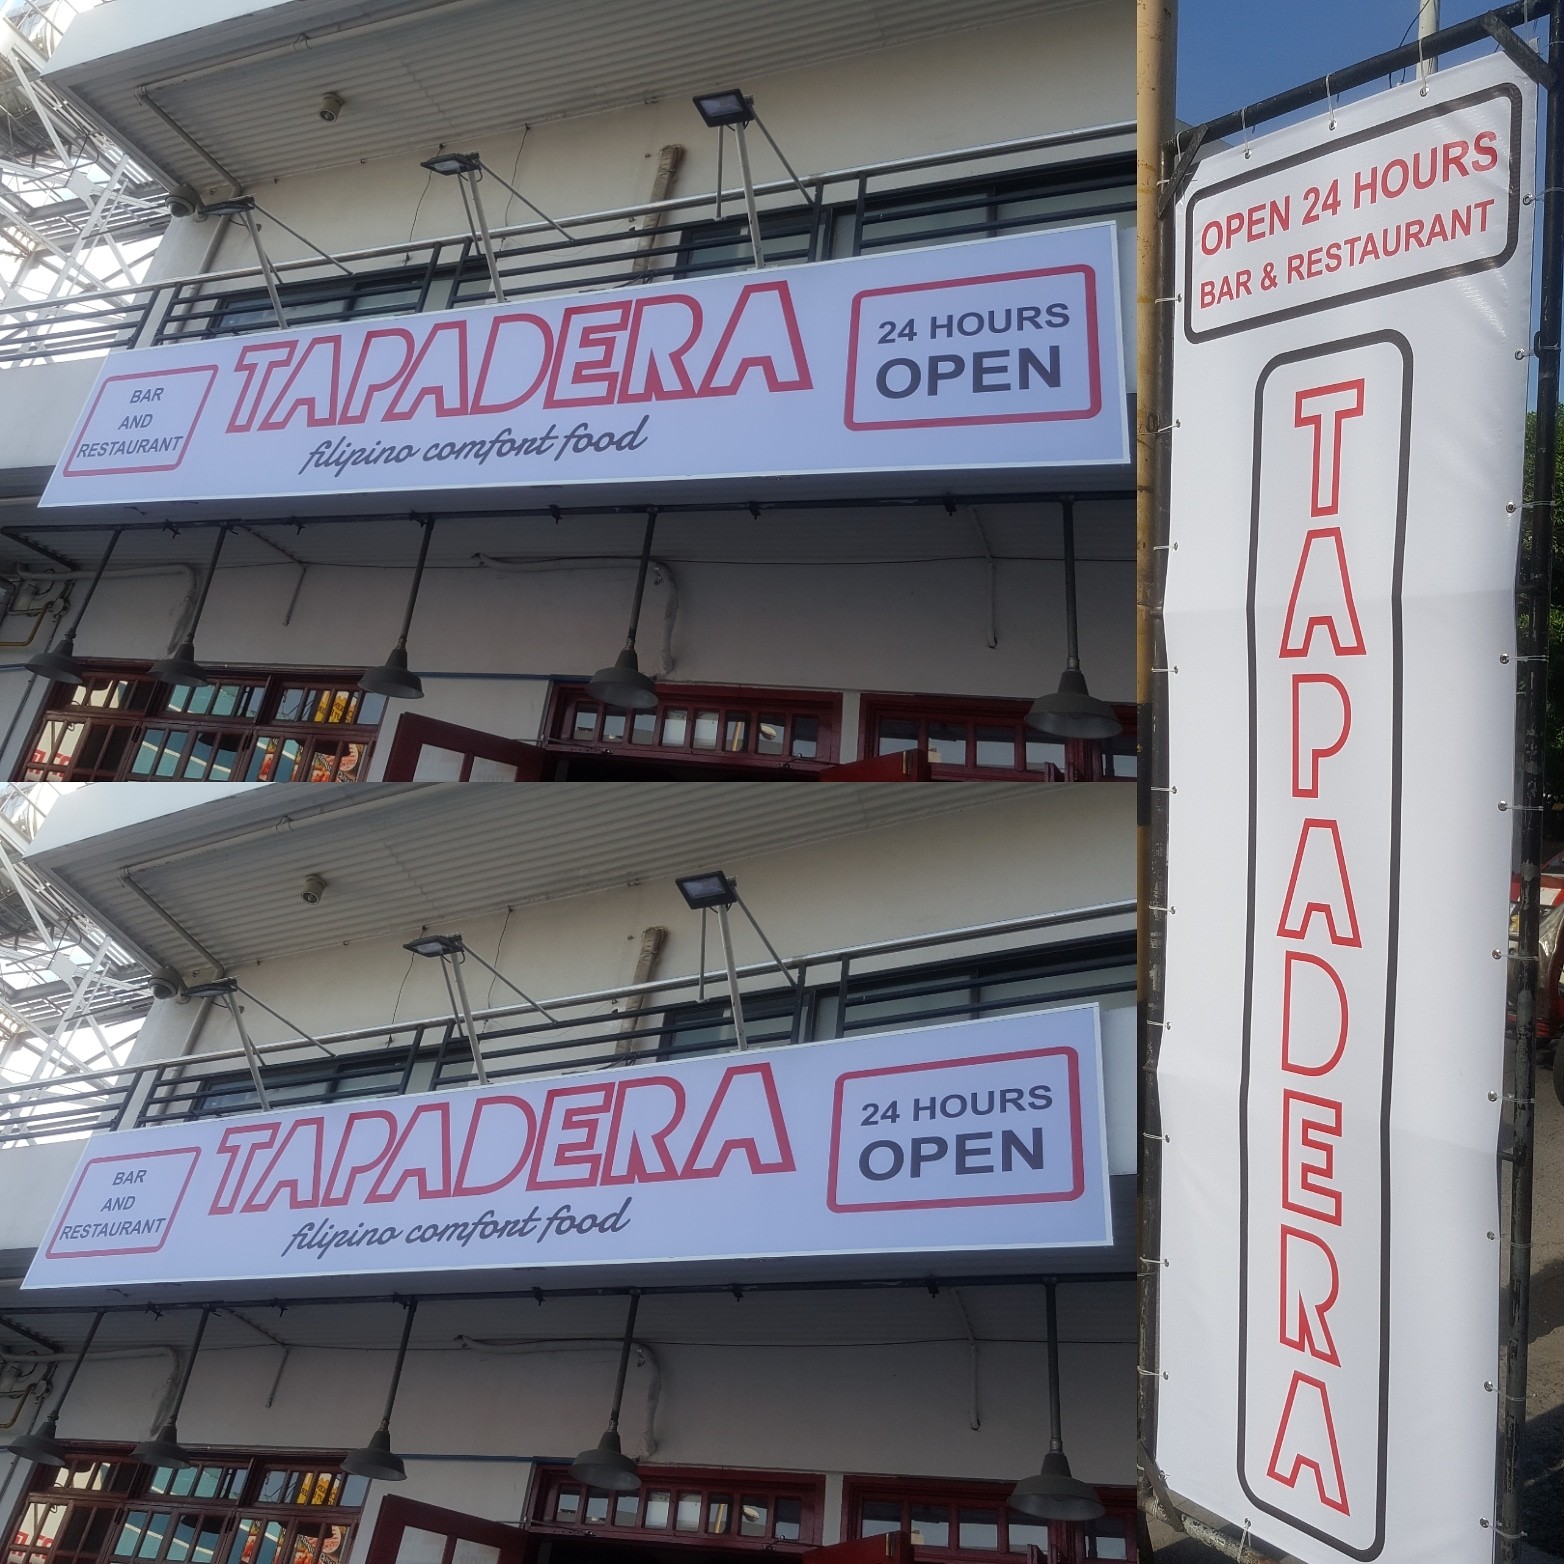 BAR
AND
RESTAURANT
TAPADERA
filipino comfort food
24 HOURS
OPEN
BAR
AND
RESTAURANT
TAPADERA
filipino comfort food
24 HOURS
OPEN
OPEN 24 HOURS
BAR & RESTAURANT
TAPADERA